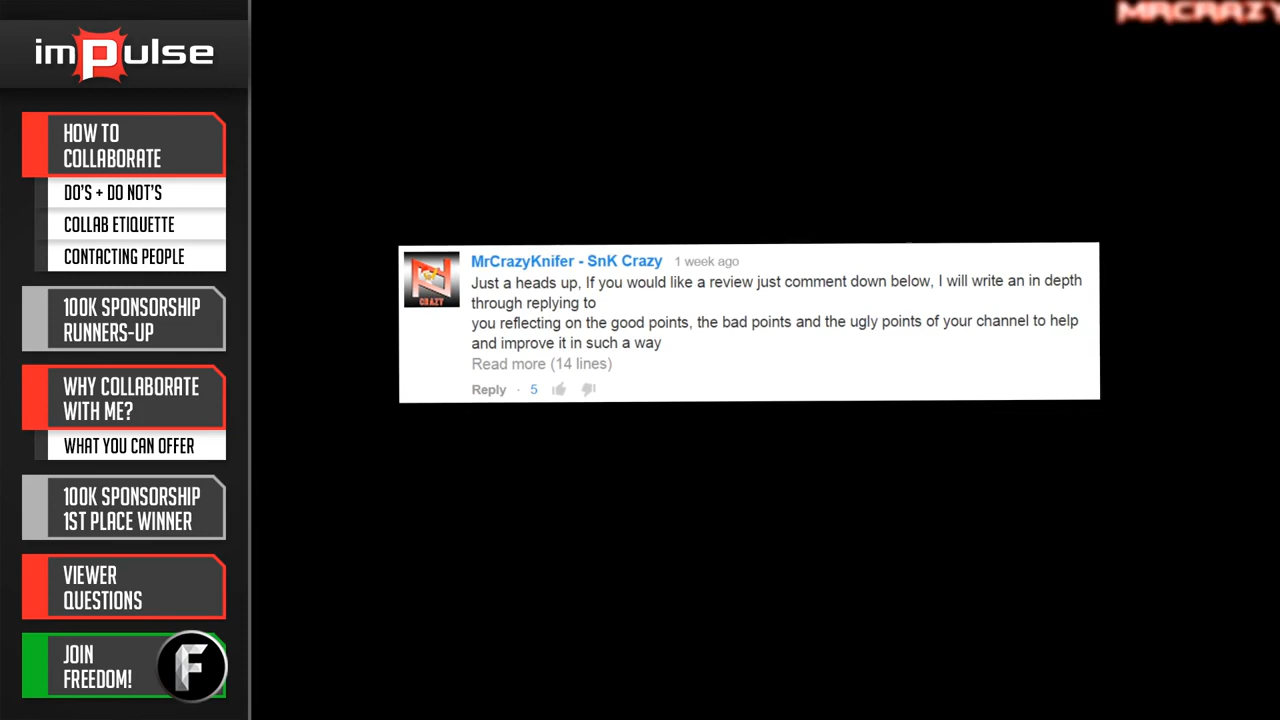 imPulse
HOW TO
COLLABORATE
DO'S + DO NOT'S
COLLAB ETIQUETTE
CONTACTING PEOPLE
100K SPONSORSHIP
RUNNERS-UP
WHY COLLABORATE
WITH ME?
WHAT YOU CAN OFFER
100K SPONSORSHIP
1ST PLACE WINNER
VIEWER
QUESTIONS
JOIN
FREEDOM!
F
MRCRAZY
CRAZY
MrCrazyKnifer - SnK Crazy 1 week ago
Just a heads up, If you would like a review just comment down below, I will write an in depth
through replying to
you reflecting on the good points, the bad points and the ugly points of your channel to help
and improve it in such a way
Read more (14 lines)
Reply · 5